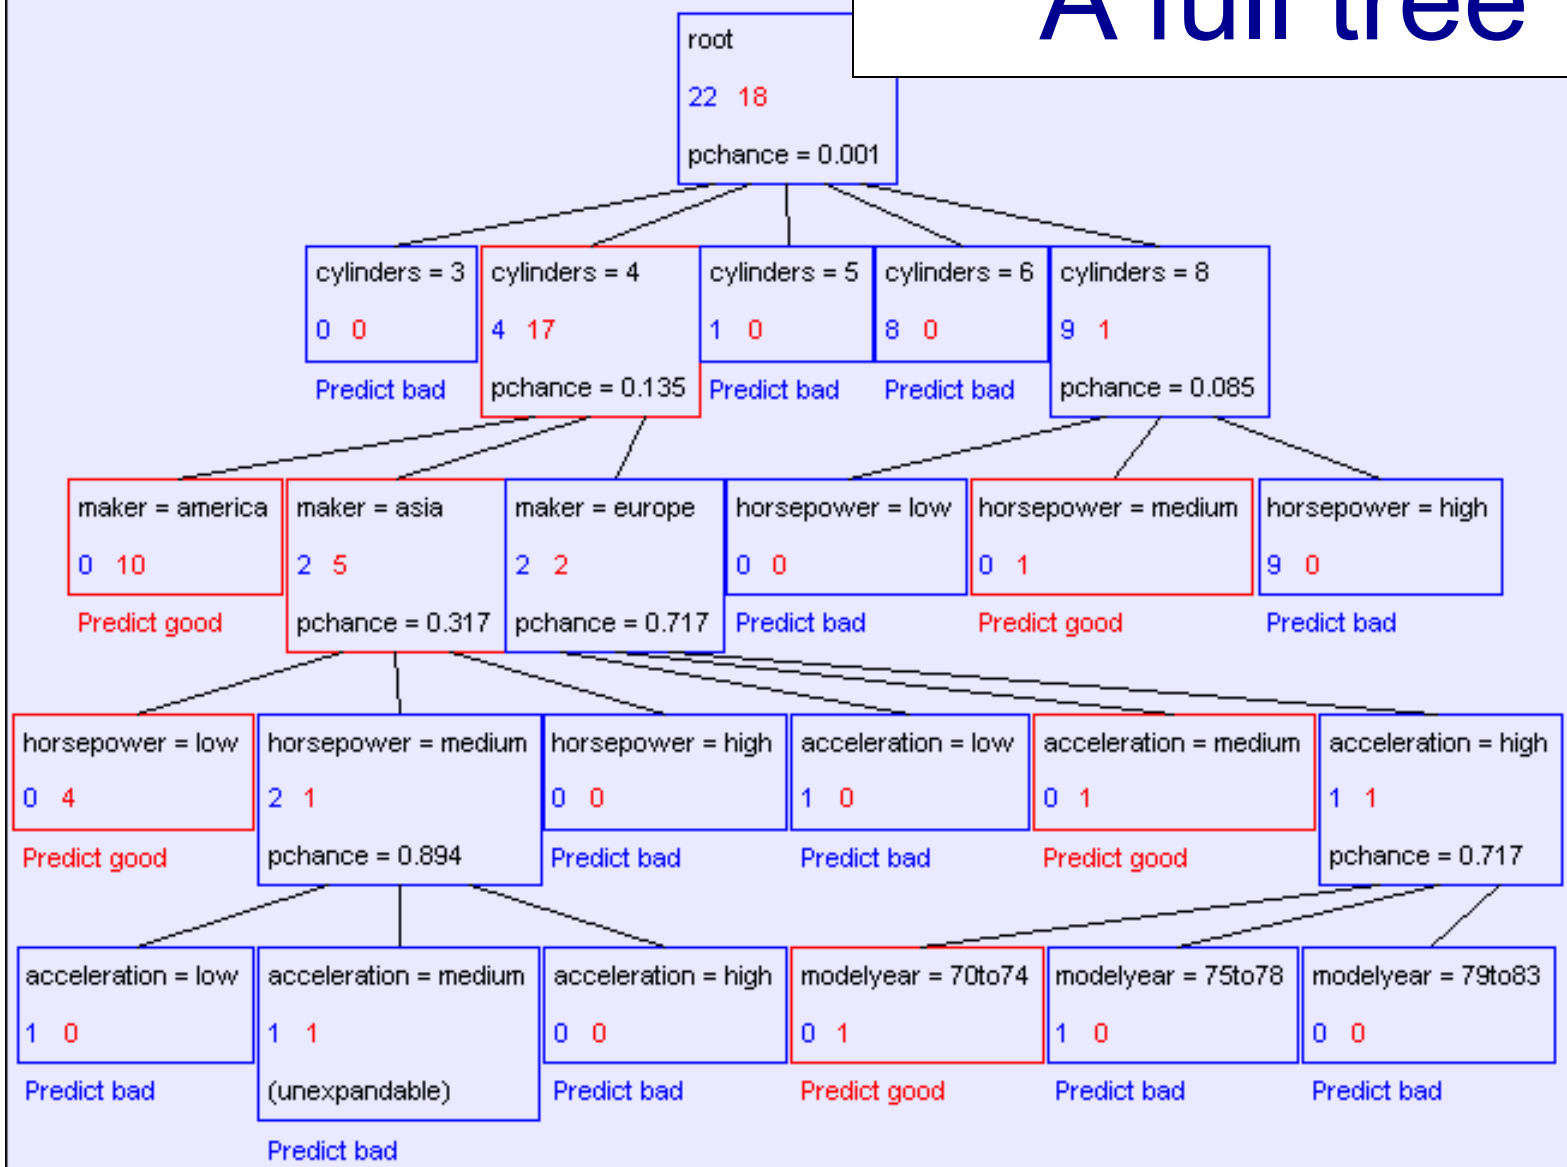 A full tree
root
22 18
pchance = 0.001
cylinders = 3
0 0
Predict bad
cylinders = 4
4 17
pchance = 0.135
cylinders = 5
1 0
Predict bad
cylinders = 6
8 0
Predict bad
cylinders = 8
9 1
pchance = 0.085
maker = america
0 10
Predict good
maker = asia
2 5
pchance = 0.317
maker = europe
2 2
pchance = 0.717
horsepower = low
0 0
Predict bad
horsepower = medium
0 1
Predict good
horsepower = high
9 0
Predict bad
horsepower = low
0 4
Predict good
horsepower = medium
2 1
pchance = 0.894
horsepower = high
0 0
Predict bad
acceleration = low
1 0
Predict bad
acceleration = medium
0 1
Predict good
acceleration = high
1 1
pchance = 0.717
acceleration = low
1 0
Predict bad
acceleration = medium
1 1
(unexpandable)
Predict bad
acceleration = high
0 0
Predict bad
modelyear = 70to74
0 1
Predict good
modelyear = 75to78
1 0
Predict bad
modelyear = 79to83
0 0
Predict bad